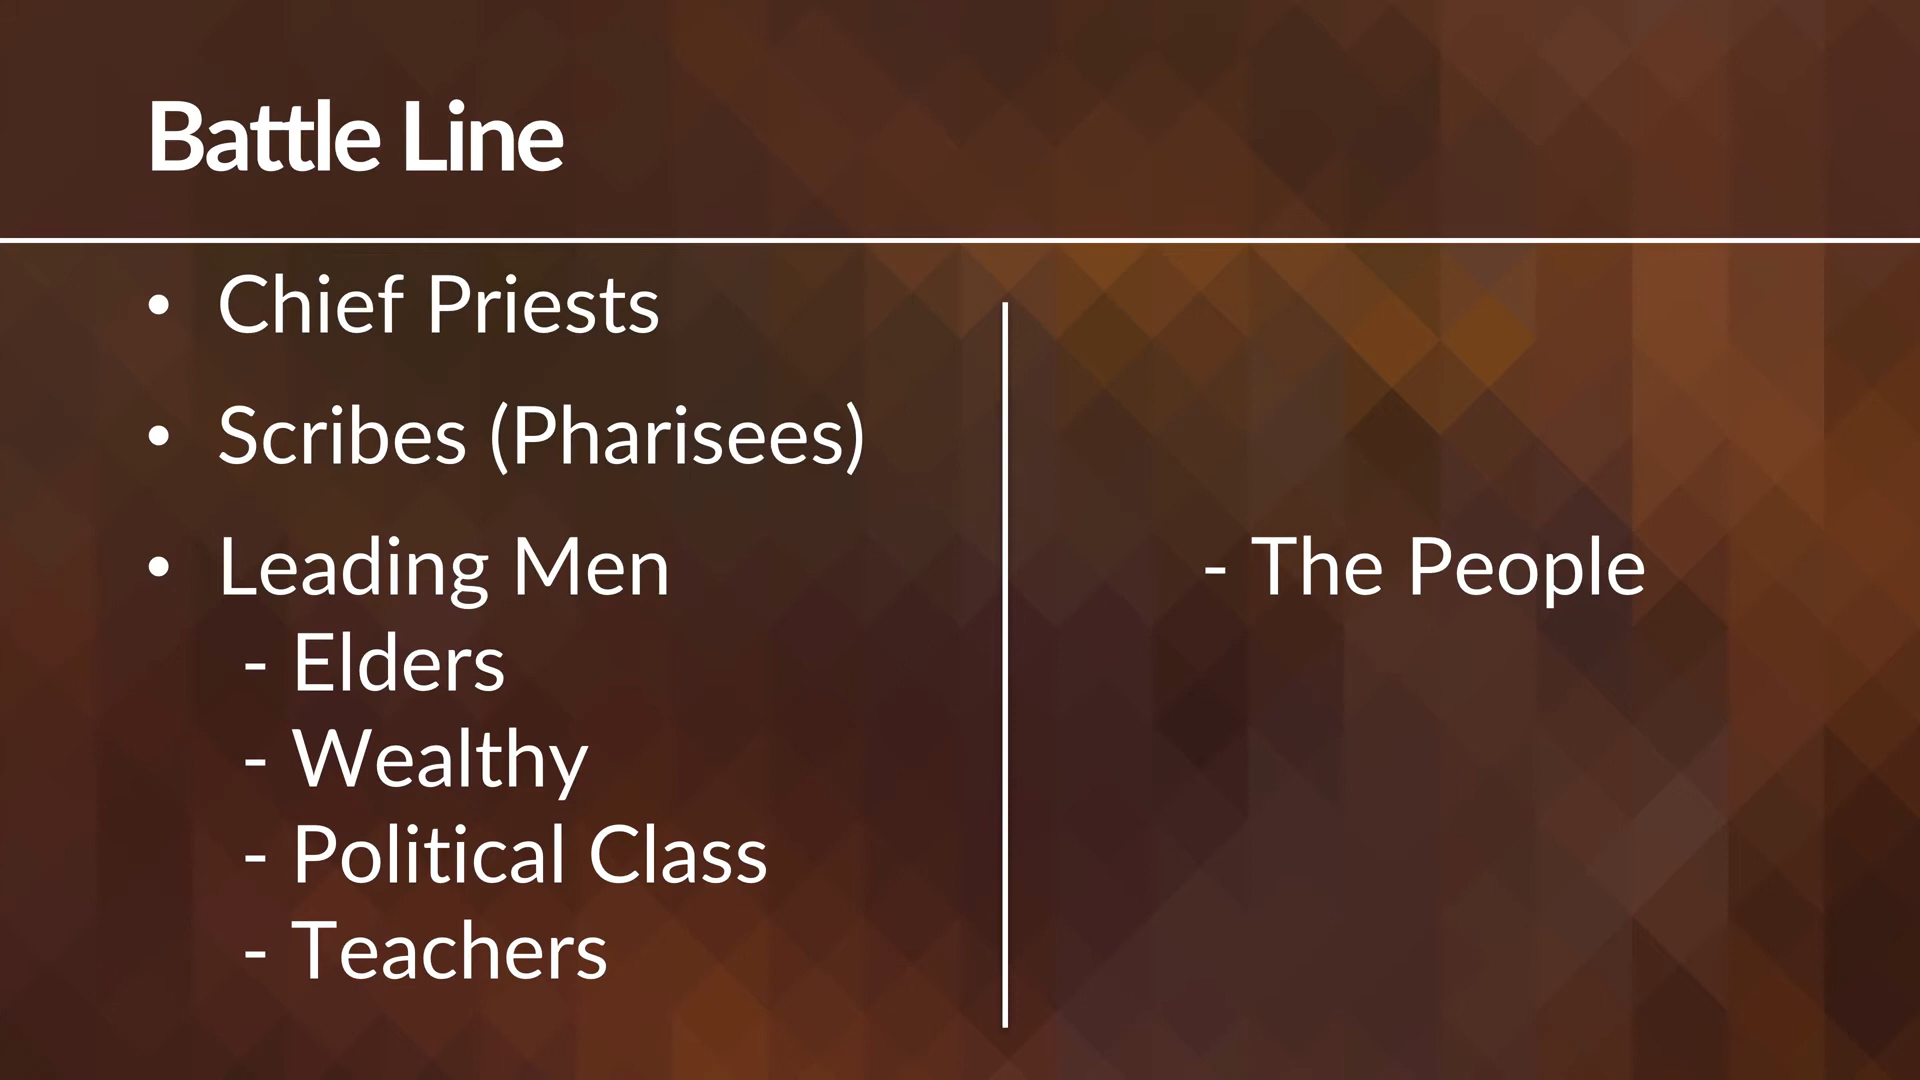 Battle Line
• Chief Priests
• Scribes (Pharisees)
• Leading Men
- Elders
- Wealthy
- Political Class
- Teachers
- The People